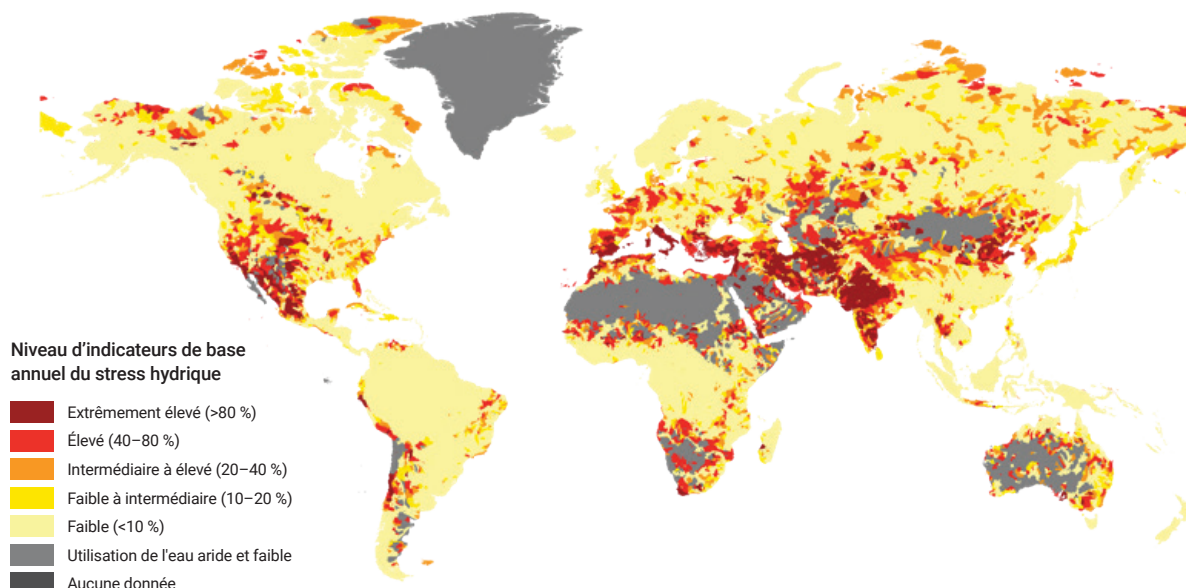 Niveau d’indicateurs de base
annuel du stress hydrique
Extrêmement élevé (>80 %)
Élevé (40–80 %)
Intermédiaire à élevé (20–40 %)
Faible à intermédiaire (10–20 %)
Faible (<10 %)
Utilisation de l'eau aride et faible
Aucune donnée